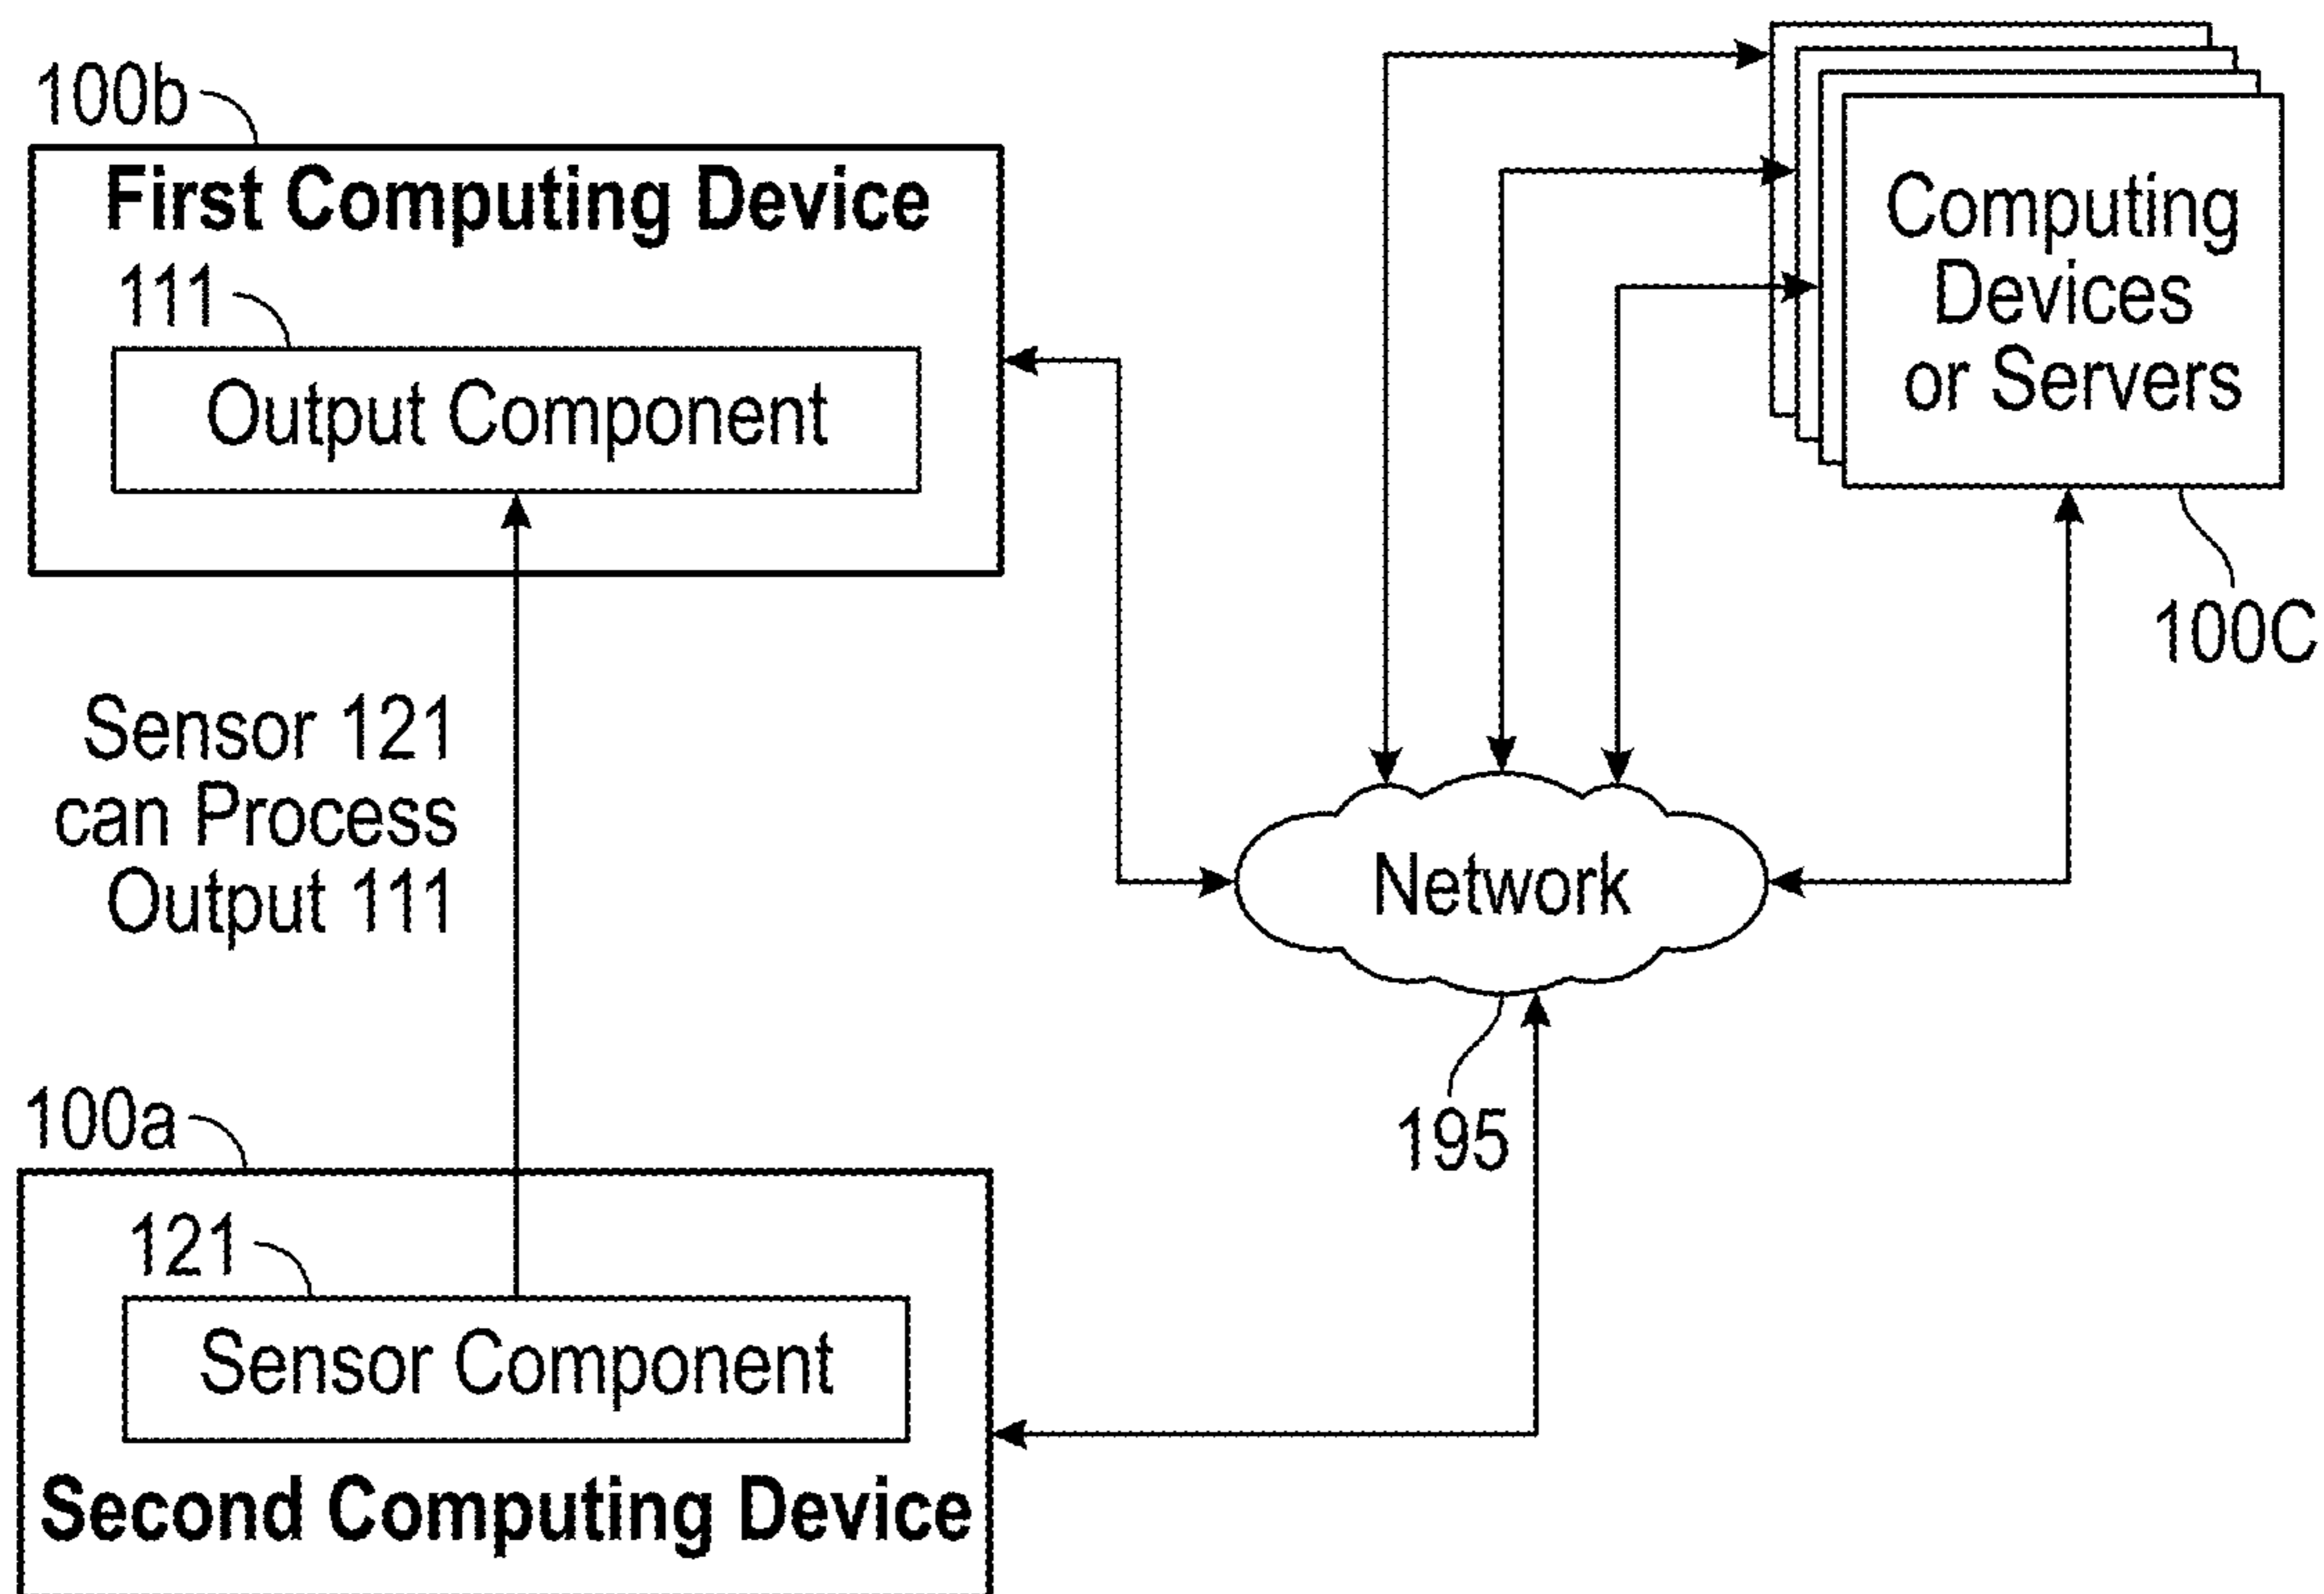 100b
First Computing Device
111
Output Component
Computing
Devices
or Servers
100C
Sensor 121
can Process
Output 111
Network
195
100a
121
Sensor Component
Second Computing Device